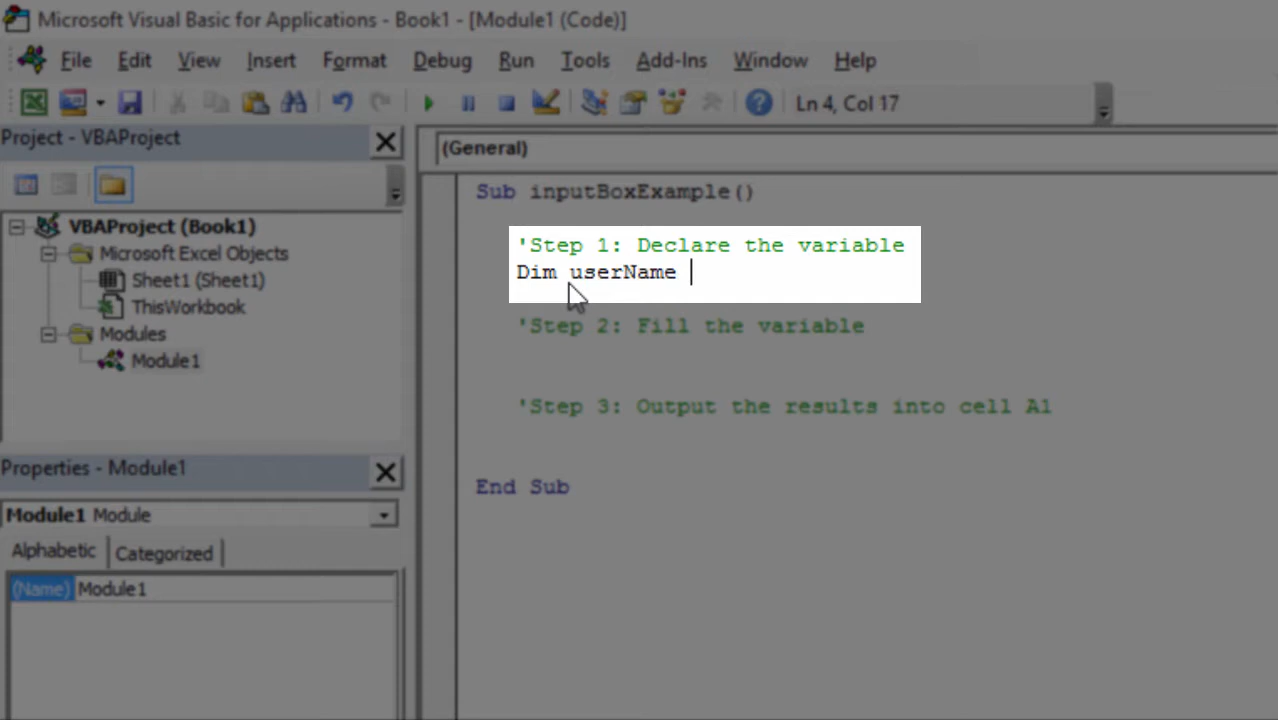 Microsoft Visual Basic for Applications - Book1 - [Module1 (Code)]
File Edit View Insert Format Debug Run Tools Add-Ins Window Help
Ln 4, Col 17
Project - VBAProject
VBAProject (Book1)
Microsoft Excel Objects
Sheet1 (Sheet1)
ThisWorkbook
Modules
Module1
Properties - Module1
Module1 Module
Alphabetic Categorized
(Name) Module1
(General)
Sub inputBoxExample()
'Step 1: Declare the variable
Dim userName
'Step 2: Fill the variable
'Step 3: Output the results into cell A1
End Sub